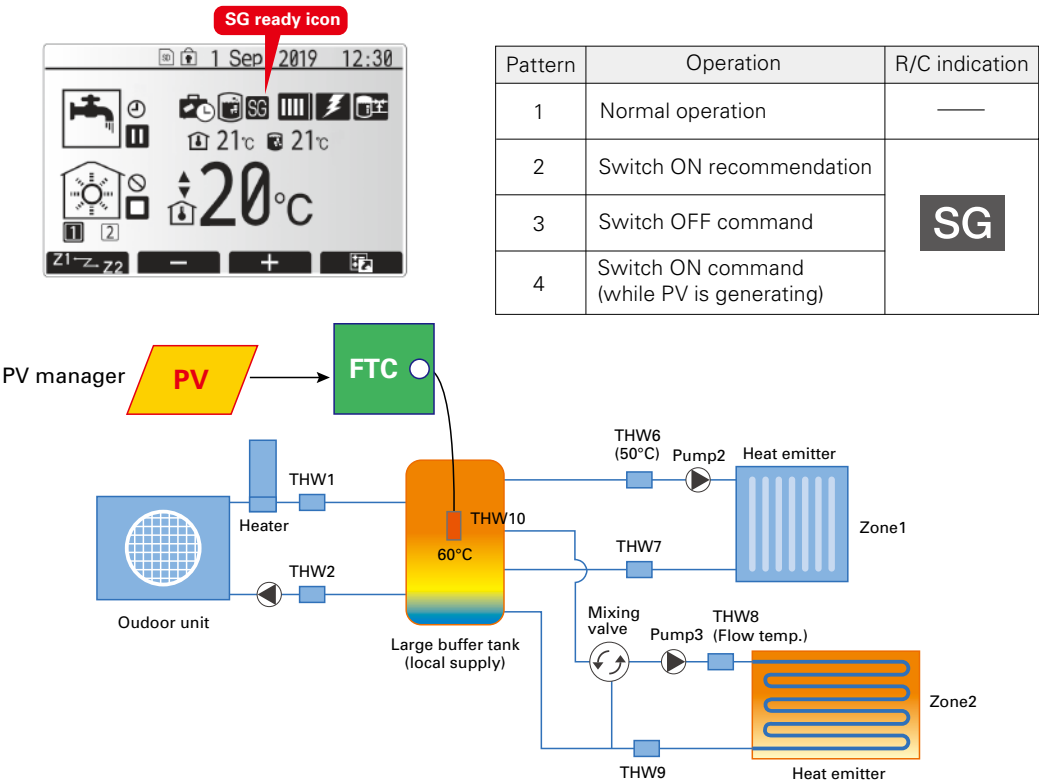 SG ready icon
SD 1 Sep 2019 12:30
SG
21°C 21°C
20°C
1 2
Z1 Z2 − +
Pattern Operation R/C indication
1 Normal operation ——
2 Switch ON recommendation
3 Switch OFF command
SG
4 Switch ON command
(while PV is generating)
PV manager
PV
FTC
THW1
Heater
THW2
Oudoor unit
THW10
60°C
Large buffer tank
(local supply)
THW6
(50°C)
Pump2
Heat emitter
Zone1
THW7
Mixing
valve
Pump3
THW8
(Flow temp.)
Zone2
THW9
Heat emitter